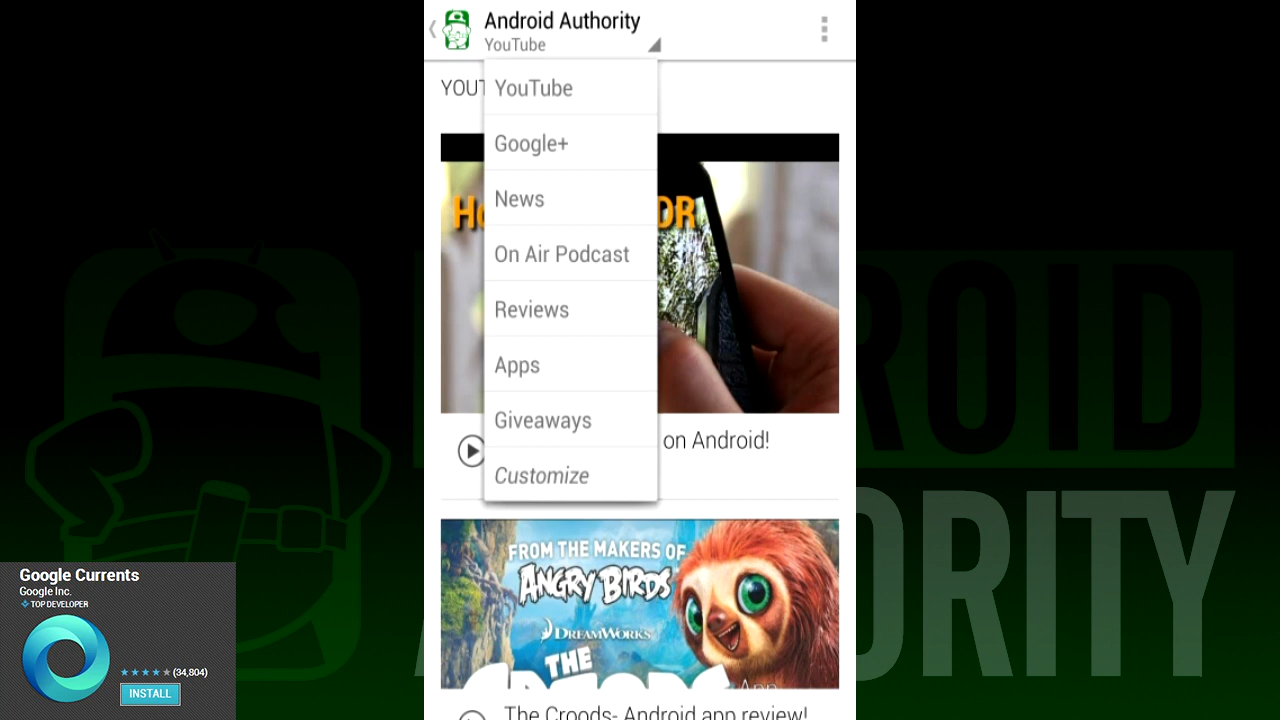 Android Authority
YouTube
YouTube
Google+
News
On Air Podcast
Reviews
Apps
Giveaways
Customize
on Android!
FROM THE MAKERS OF
ANGRY BIRDS
DREAMWORKS
THE
The Croods- Android app review!
Google Currents
Google Inc.
TOP DEVELOPER
(34,804)
INSTALL